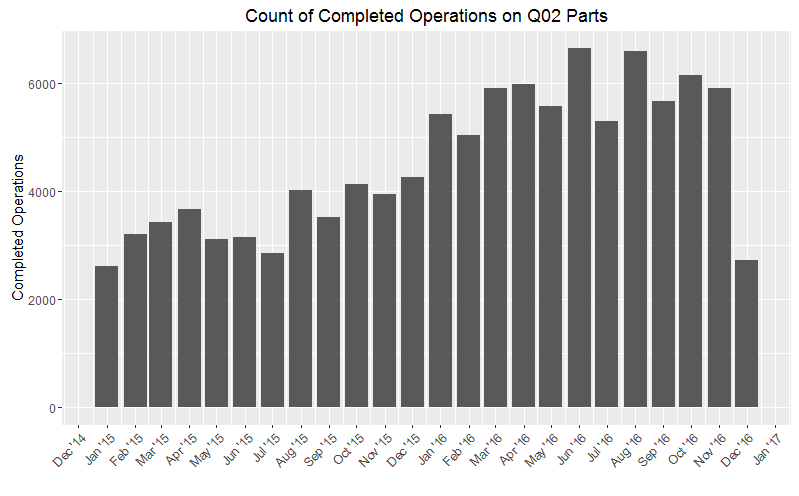 Count of Completed Operations on Q02 Parts
Completed Operations
6000
4000
2000
0
Dec '14
Jan '15
Feb '15
Mar '15
Apr '15
May '15
Jun '15
Jul '15
Aug '15
Sep '15
Oct '15
Nov '15
Dec '15
Jan '16
Feb '16
Mar '16
Apr '16
May '16
Jun '16
Jul '16
Aug '16
Sep '16
Oct '16
Nov '16
Dec '16
Jan '17